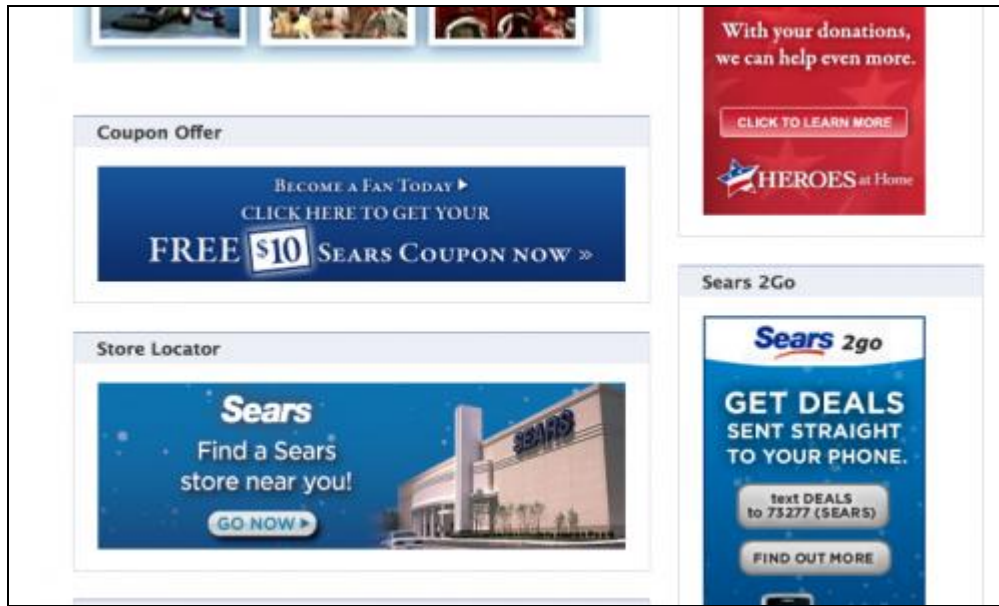 With your donations,
we can help even more.
CLICK TO LEARN MORE
HEROES at Home
Coupon Offer
BECOME A FAN TODAY
CLICK HERE TO GET YOUR
FREE $10 SEARS COUPON NOW »
Store Locator
Sears
Find a Sears
store near you!
GO NOW
SEARS
Sears 2Go
Sears 2go
GET DEALS
SENT STRAIGHT
TO YOUR PHONE.
text DEALS
to 73277 (SEARS)
FIND OUT MORE